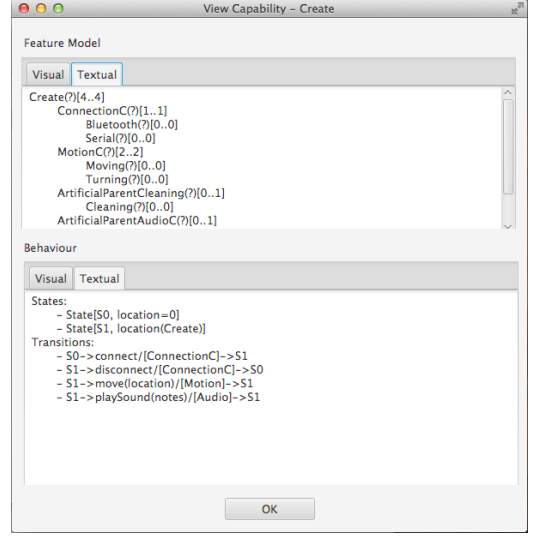 View Capability – Create
Feature Model
Visual Textual
Create(?)[4..4]
ConnectionC(?)[1..1]
Bluetooth(?)[0..0]
Serial(?)[0..0]
MotionC(?)[2..2]
Moving(?)[0..0]
Turning(?)[0..0]
ArtificialParentCleaning(?)[0..1]
Cleaning(?)[0..0]
ArtificialParentAudioC(?)[0..1]
Behaviour
Visual Textual
States:
– State[S0, location=0]
– State[S1, location(Create)]
Transitions:
– S0->connect/[ConnectionC]->S1
– S1->disconnect/[ConnectionC]->S0
– S1->move(location)/[Motion]->S1
– S1->playSound(notes)/[Audio]->S1
OK